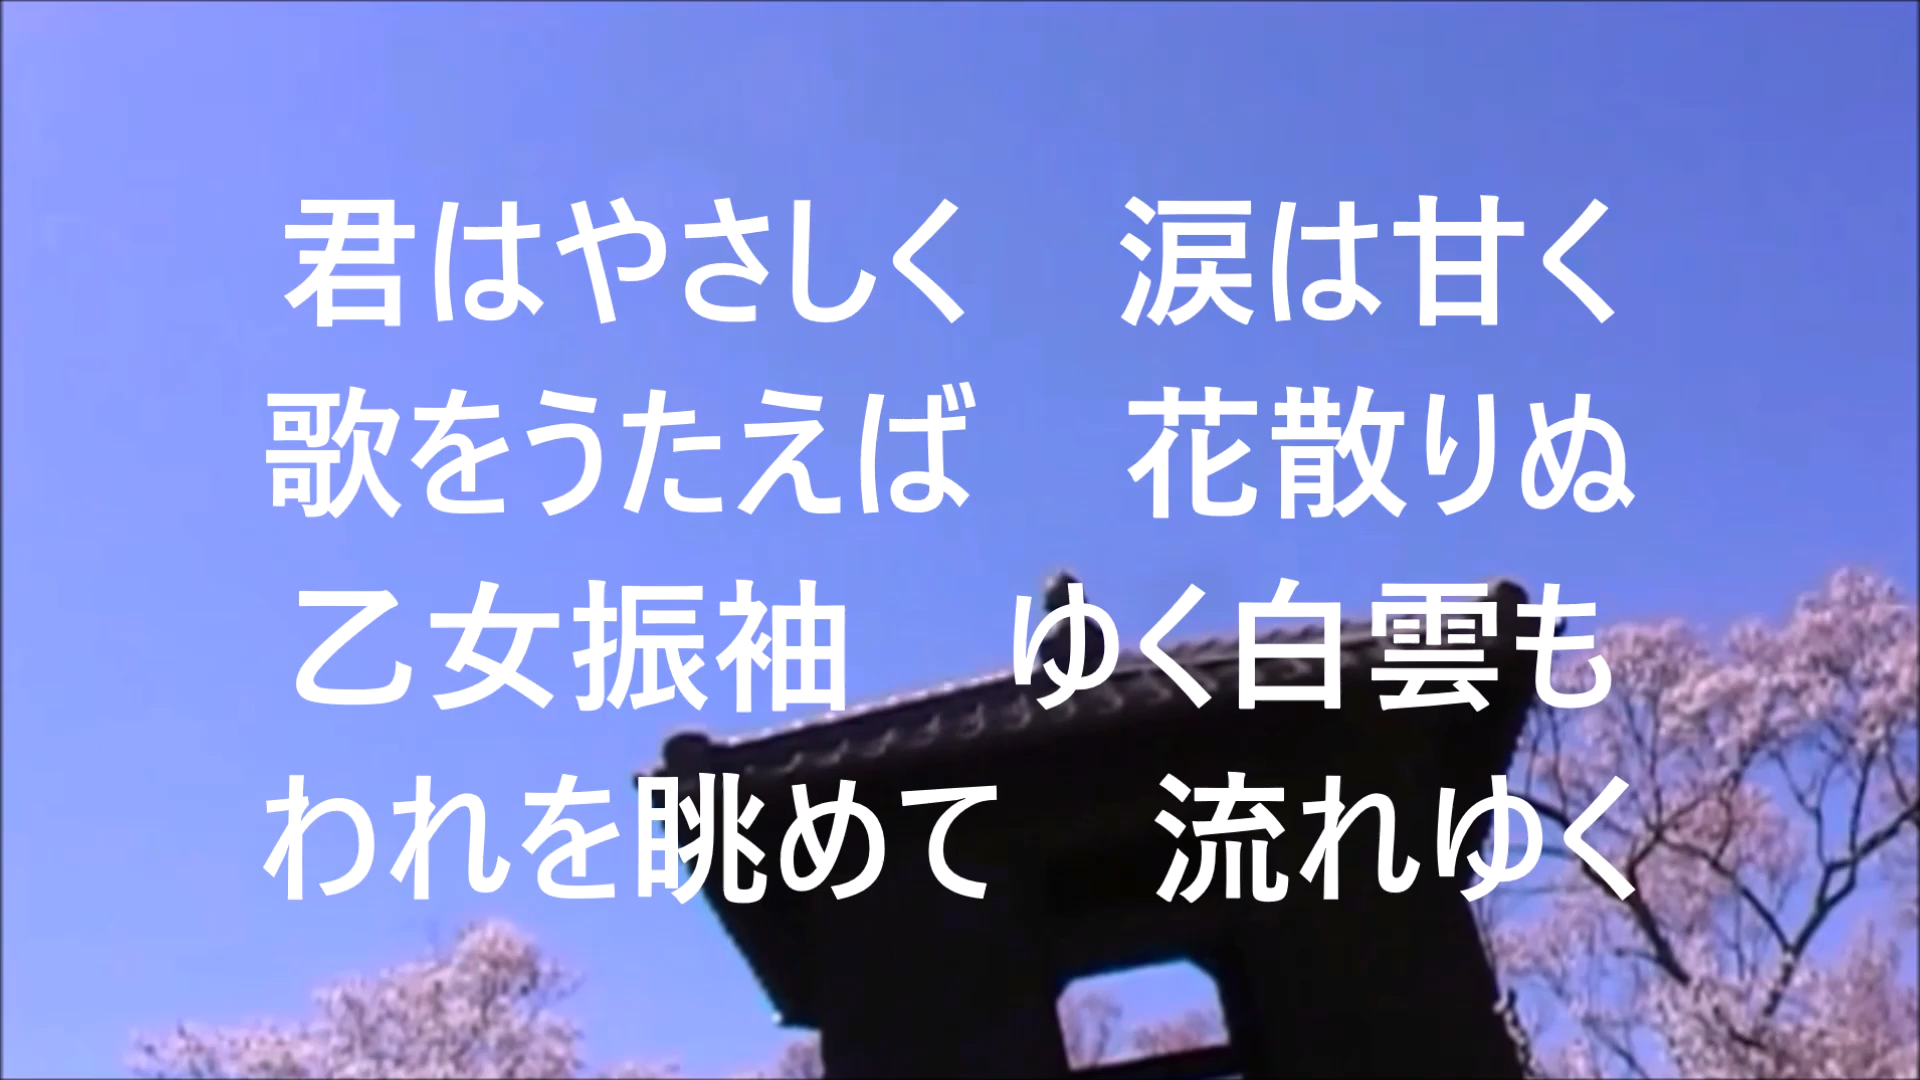 君はやさしく　涙は甘く
歌をうたえば　花散りぬ
乙女振袖　ゆく白雲も
われを眺めて　流れゆく